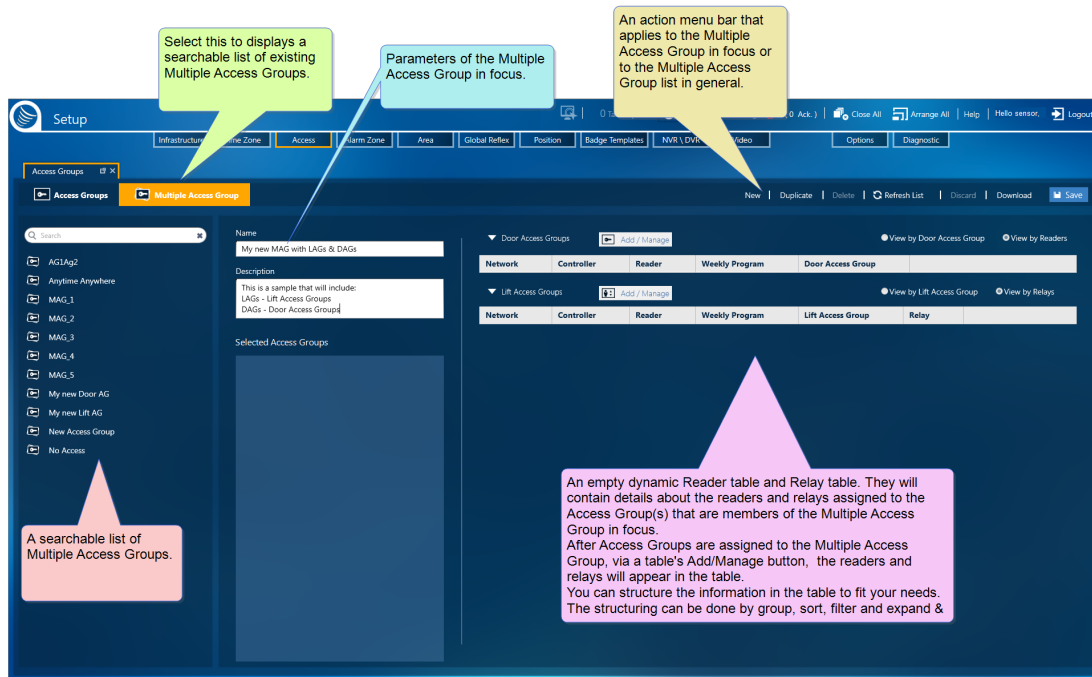 Select this to displays a
searchable list of existing
Multiple Access Groups.
Parameters of the Multiple
Access Group in focus.
An action menu bar that
applies to the Multiple
Access Group in focus or
to the Multiple Access
Group list in general.
Setup
0 Ack. ) | Close All Arrange All | Help | Hello sensor, Logout
Access Alarm Zone Area Global Reflex Position Badge Templates NVR \ DVR Video Options Diagnostic
Access Groups
Access Groups Multiple Access Group New | Duplicate | Delete | Refresh List | Discard | Download Save
Search
AG1Ag2
Anytime Anywhere
MAG_1
MAG_2
MAG_3
MAG_4
MAG_5
My new Door AG
My new Lift AG
New Access Group
No Access
A searchable list of
Multiple Access Groups.
Name
My new MAG with LAGs & DAGs
Description
This is a sample that will include:
LAGs - Lift Access Groups
DAGs - Door Access Groups
Selected Access Groups
Door Access Groups Add / Manage View by Door Access Group View by Readers
Network Controller Reader Weekly Program Door Access Group
Lift Access Groups Add / Manage View by Lift Access Group View by Relays
Network Controller Reader Weekly Program Lift Access Group Relay
An empty dynamic Reader table and Relay table. They will
contain details about the readers and relays assigned to the
Access Group(s) that are members of the Multiple Access
Group in focus.
After Access Groups are assigned to the Multiple Access
Group, via a table's Add/Manage button, the readers and
relays will appear in the table.
You can structure the information in the table to fit your needs.
The structuring can be done by group, sort, filter and expand &